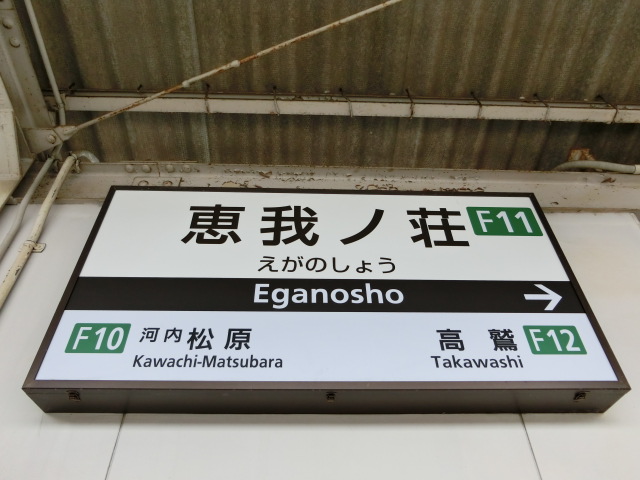 恵我ノ荘 F11
えがのしょう
Eganosho
F10 河内松原 高鷲 F12
Kawachi-Matsubara Takawashi